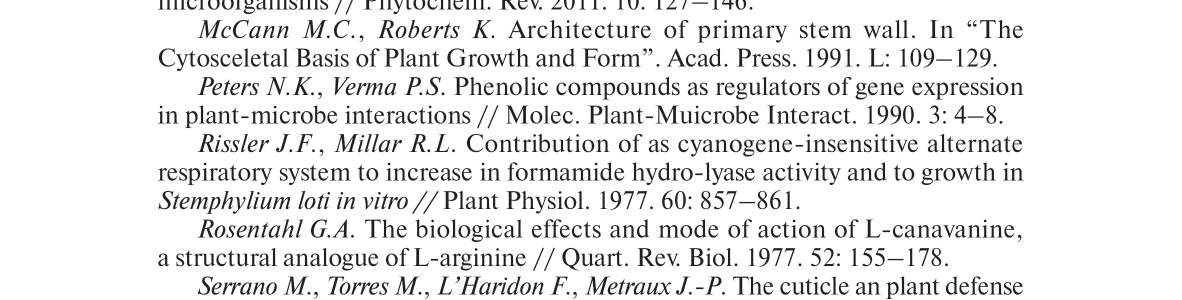 microorganisms // Phytochem. Rev. 2011. 10: 127–146.
McCann M.C., Roberts K. Architecture of primary stem wall. In “The
Cytosceletal Basis of Plant Growth and Form”. Acad. Press. 1991. L: 109–129.
Peters N.K., Verma P.S. Phenolic compounds as regulators of gene expression
in plant-microbe interactions // Molec. Plant-Muicrobe Interact. 1990. 3: 4–8.
Rissler J.F., Millar R.L. Contribution of as cyanogene-insensitive alternate
respiratory system to increase in formamide hydro-lyase activity and to growth in
Stemphylium loti in vitro // Plant Physiol. 1977. 60: 857–861.
Rosentahl G.A. The biological effects and mode of action of L-canavanine,
a structural analogue of L-arginine // Quart. Rev. Biol. 1977. 52: 155–178.
Serrano M., Torres M., L’Haridon F., Metraux J.-P. The cuticle an plant defense